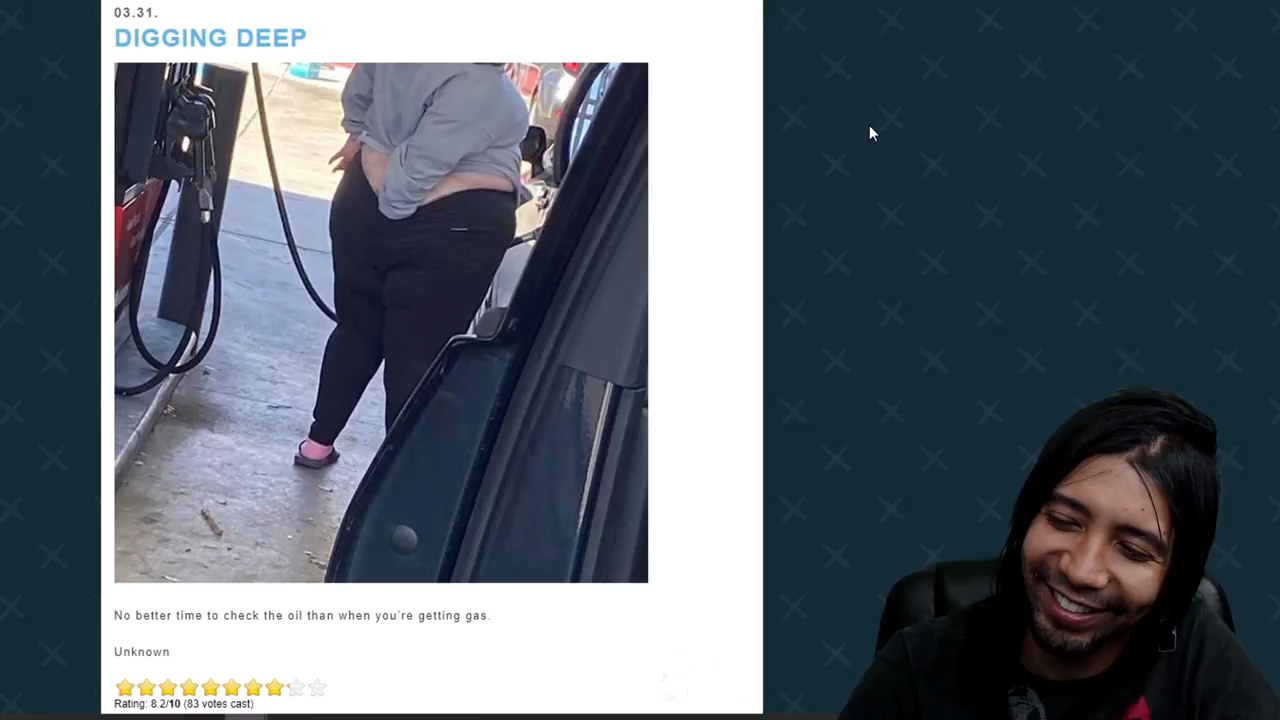 03.31.
DIGGING DEEP
No better time to check the oil than when you're getting gas.
Unknown
Rating: 8.2/10 (83 votes cast)